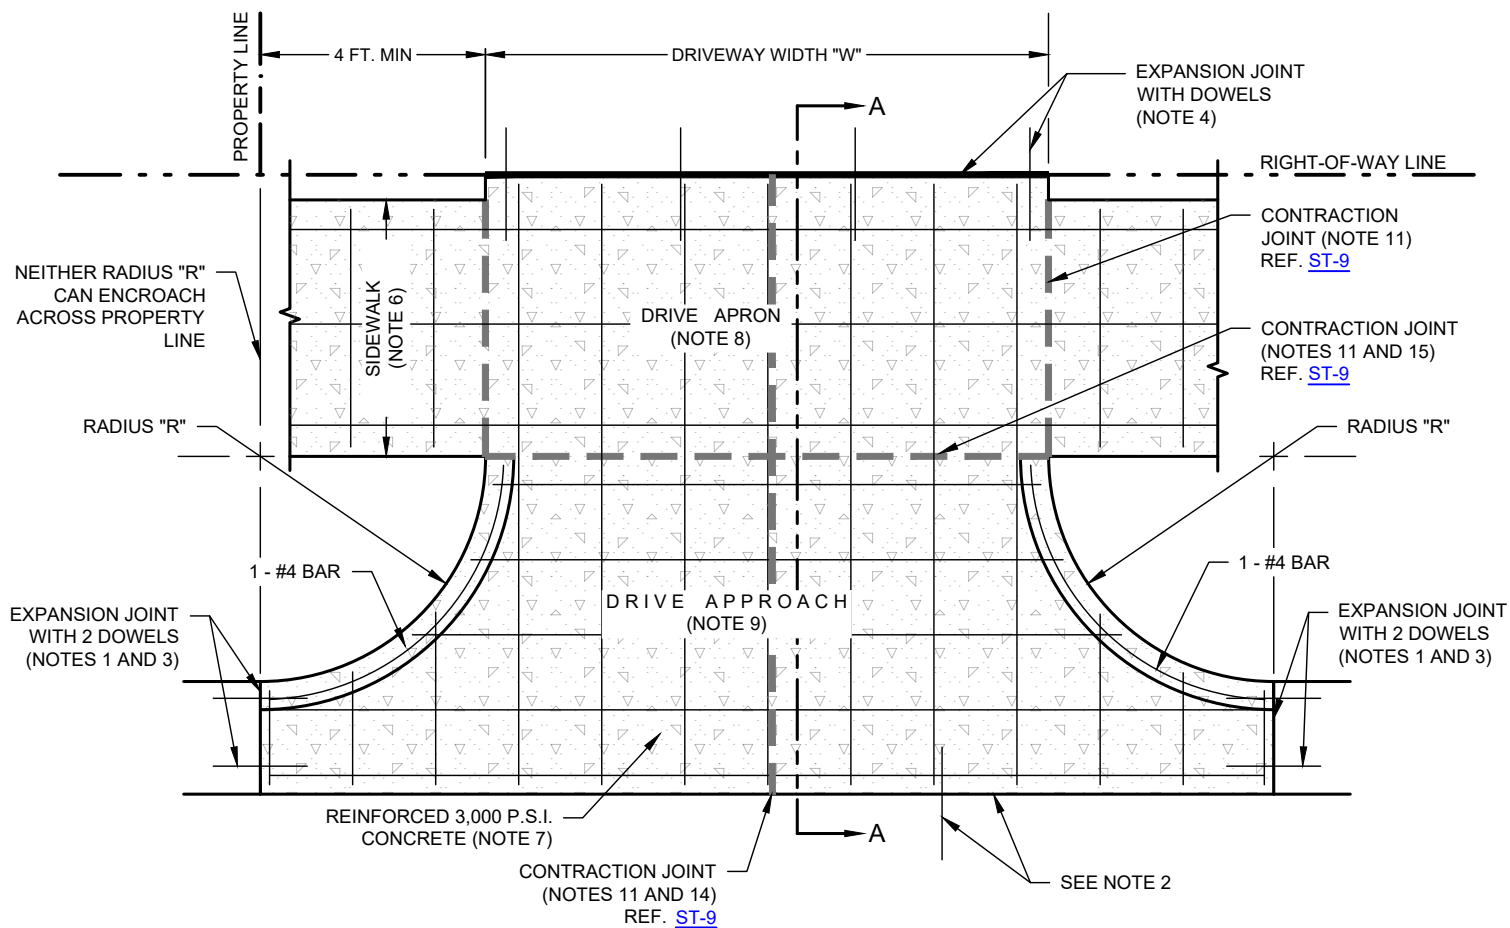 PROPERTY LINE
4 FT. MIN
DRIVEWAY WIDTH "W"
EXPANSION JOINT
WITH DOWELS
(NOTE 4)
A
RIGHT-OF-WAY LINE
CONTRACTION
JOINT (NOTE 11)
REF. ST-9
NEITHER RADIUS "R"
CAN ENCROACH
ACROSS PROPERTY
LINE
SIDEWALK
(NOTE 6)
DRIVE APRON
(NOTE 8)
CONTRACTION JOINT
(NOTES 11 AND 15)
REF. ST-9
RADIUS "R"
RADIUS "R"
1 - #4 BAR
1 - #4 BAR
DRIVE APPROACH
(NOTE 9)
EXPANSION JOINT
WITH 2 DOWELS
(NOTES 1 AND 3)
EXPANSION JOINT
WITH 2 DOWELS
(NOTES 1 AND 3)
REINFORCED 3,000 P.S.I.
CONCRETE (NOTE 7)
A
CONTRACTION JOINT
(NOTES 11 AND 14)
REF. ST-9
SEE NOTE 2